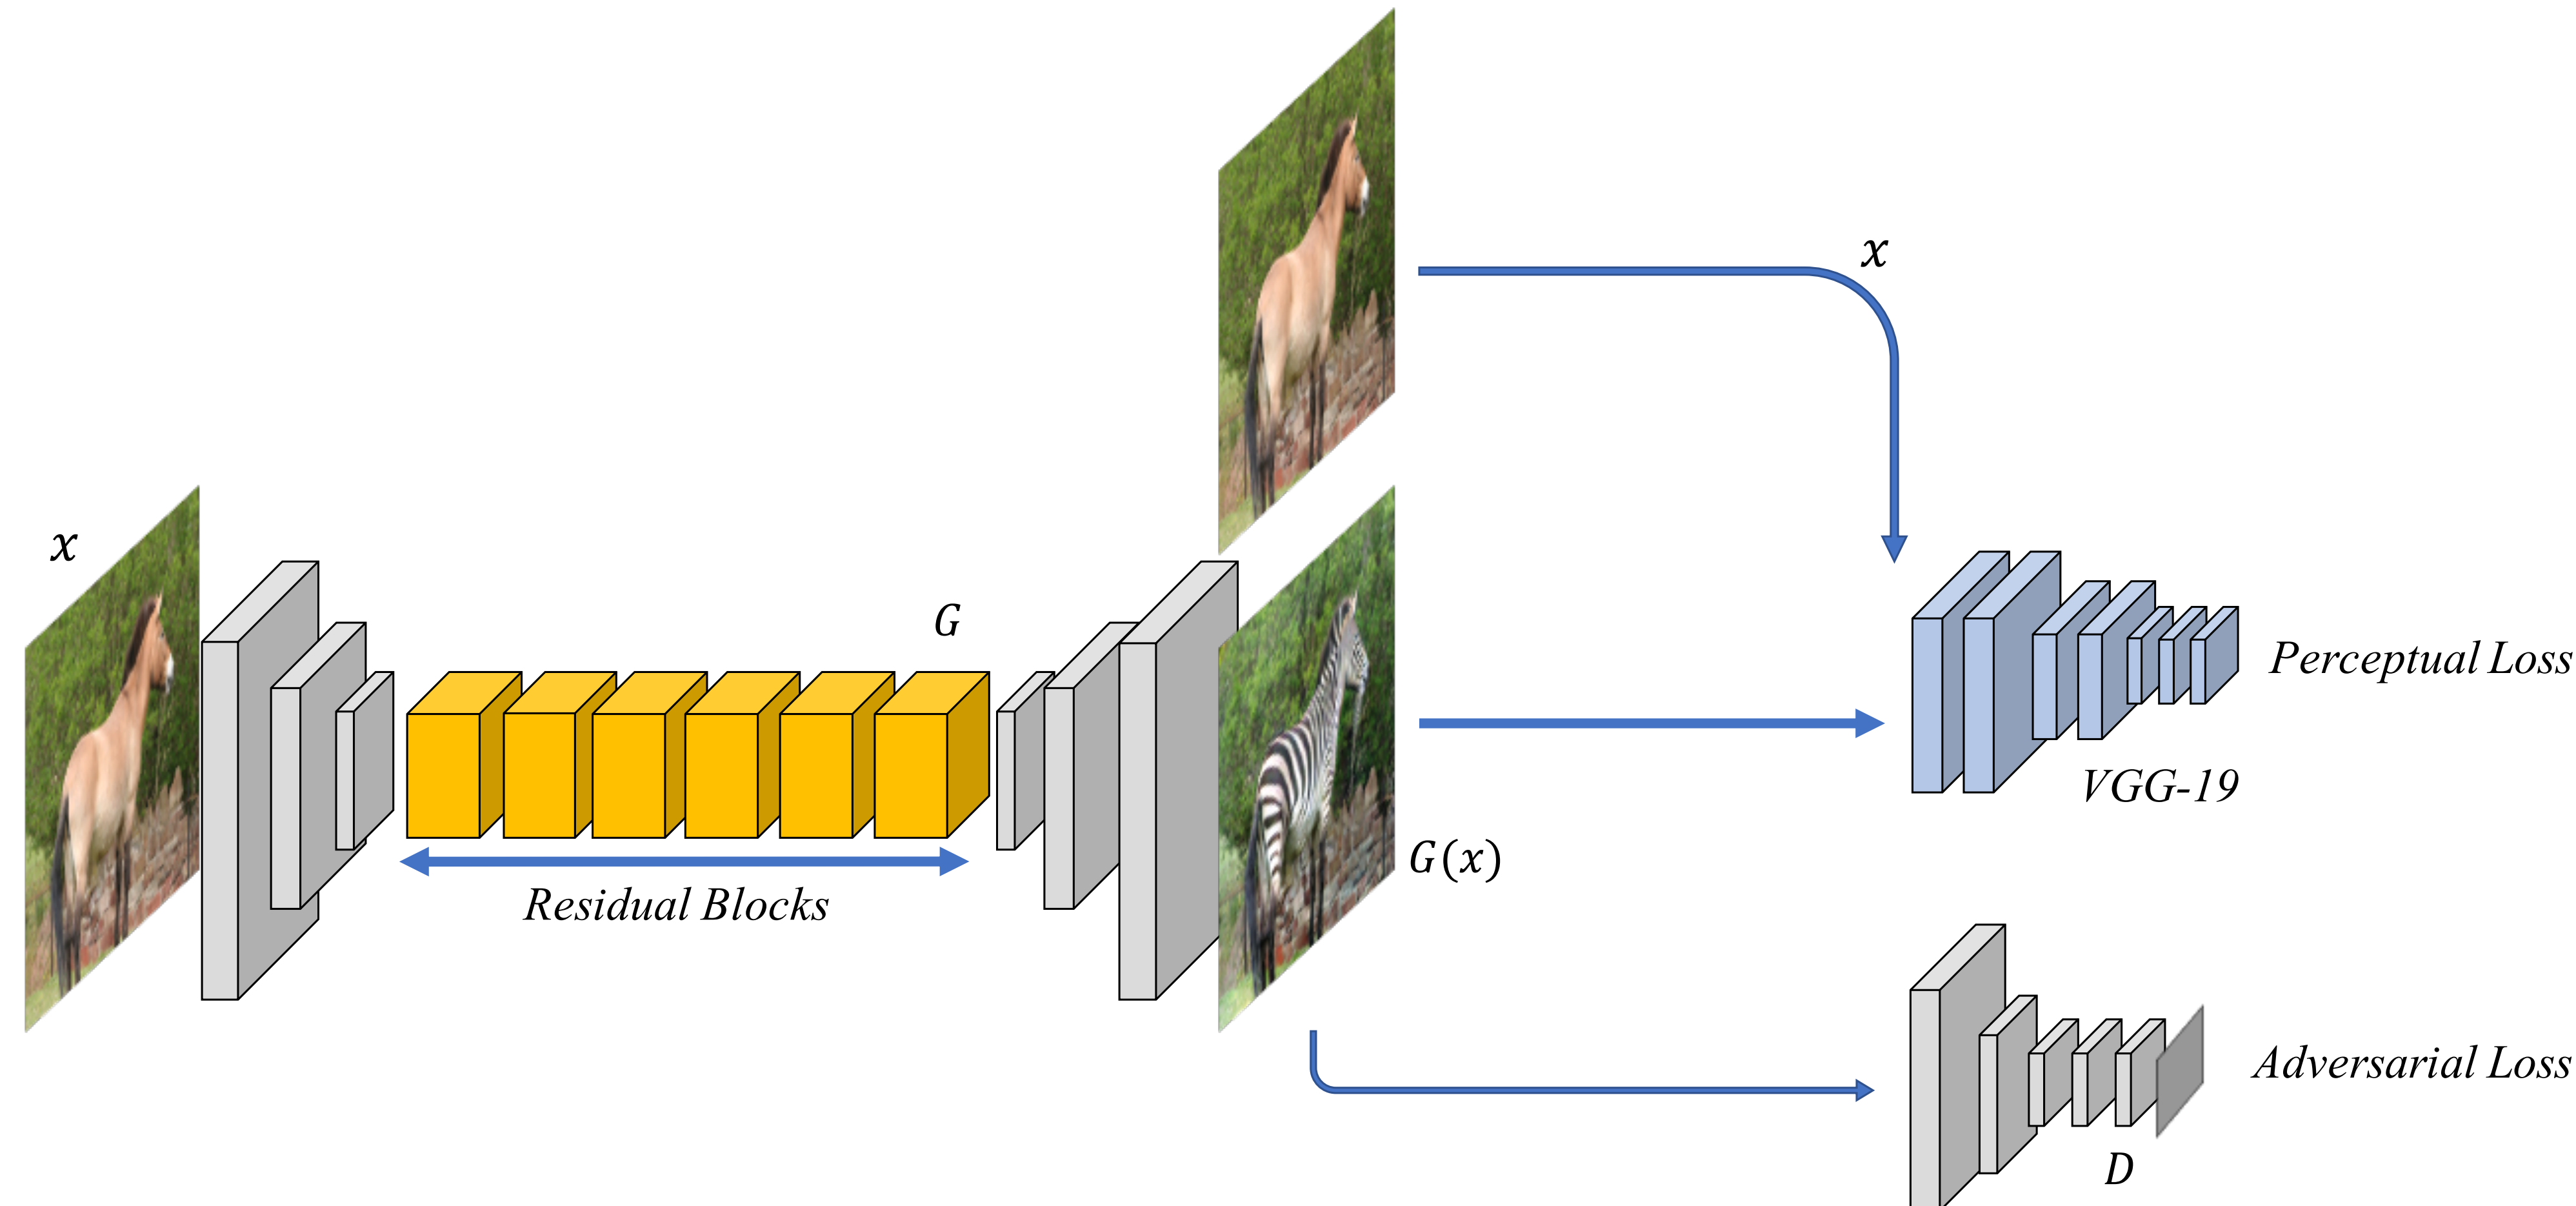 x
x
G
Residual Blocks
G(x)
Perceptual Loss
VGG-19
Adversarial Loss
D